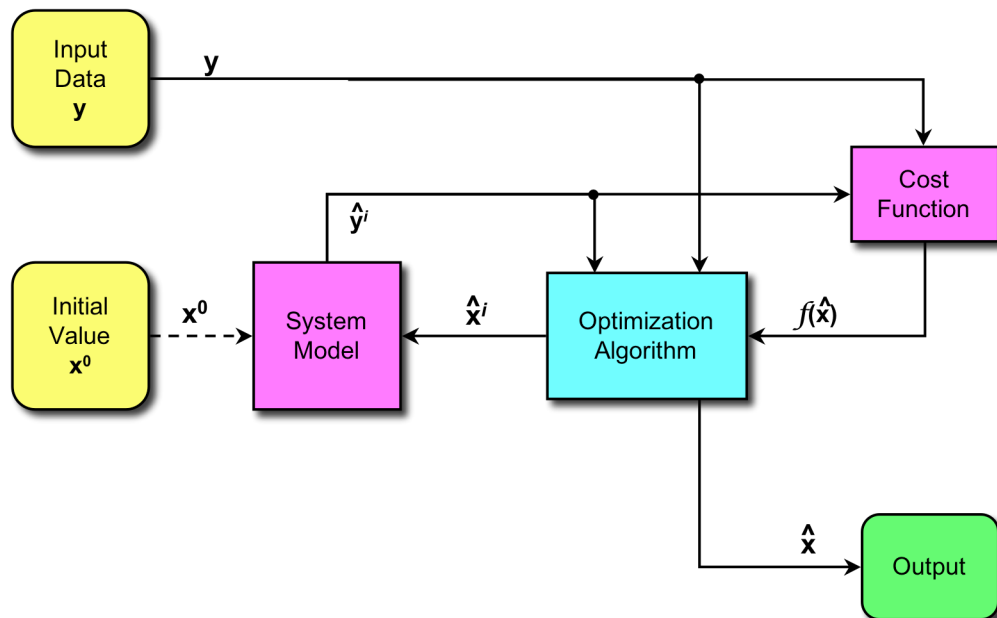 Input
Data
y
y
Cost
Function
ŷⁱ
Initial
Value
x⁰
x⁰
System
Model
x̂ⁱ
Optimization
Algorithm
f(x̂)
x̂
Output